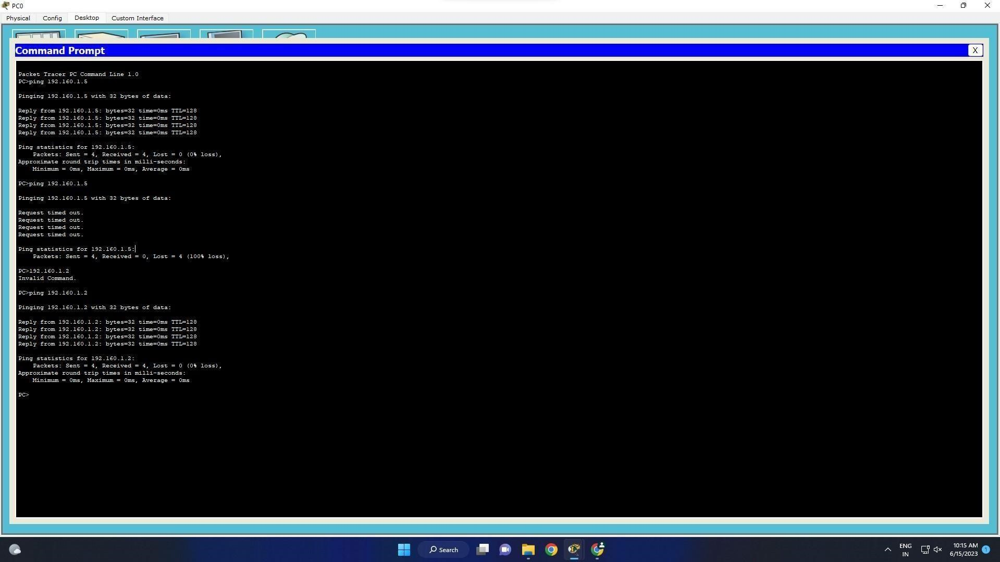 PC0
Physical Config Desktop Custom Interface
Command Prompt
X
Packet Tracer PC Command Line 1.0
PC>ping 192.160.1.5
Pinging 192.160.1.5 with 32 bytes of data:
Reply from 192.160.1.5: bytes=32 time=0ms TTL=128
Reply from 192.160.1.5: bytes=32 time=0ms TTL=128
Reply from 192.160.1.5: bytes=32 time=0ms TTL=128
Reply from 192.160.1.5: bytes=32 time=0ms TTL=128
Ping statistics for 192.160.1.5:
Packets: Sent = 4, Received = 4, Lost = 0 (0% loss),
Approximate round trip times in milli-seconds:
Minimum = 0ms, Maximum = 0ms, Average = 0ms
PC>ping 192.160.1.5
Pinging 192.160.1.5 with 32 bytes of data:
Request timed out.
Request timed out.
Request timed out.
Request timed out.
Ping statistics for 192.160.1.5:
Packets: Sent = 4, Received = 0, Lost = 4 (100% loss),
PC>192.160.1.2
Invalid Command.
PC>ping 192.160.1.2
Pinging 192.160.1.2 with 32 bytes of data:
Reply from 192.160.1.2: bytes=32 time=0ms TTL=128
Reply from 192.160.1.2: bytes=32 time=0ms TTL=128
Reply from 192.160.1.2: bytes=32 time=0ms TTL=128
Reply from 192.160.1.2: bytes=32 time=0ms TTL=128
Ping statistics for 192.160.1.2:
Packets: Sent = 4, Received = 4, Lost = 0 (0% loss),
Approximate round trip times in milli-seconds:
Minimum = 0ms, Maximum = 0ms, Average = 0ms
PC>
Search
ENG
IN
10:15 AM
6/15/2023
1